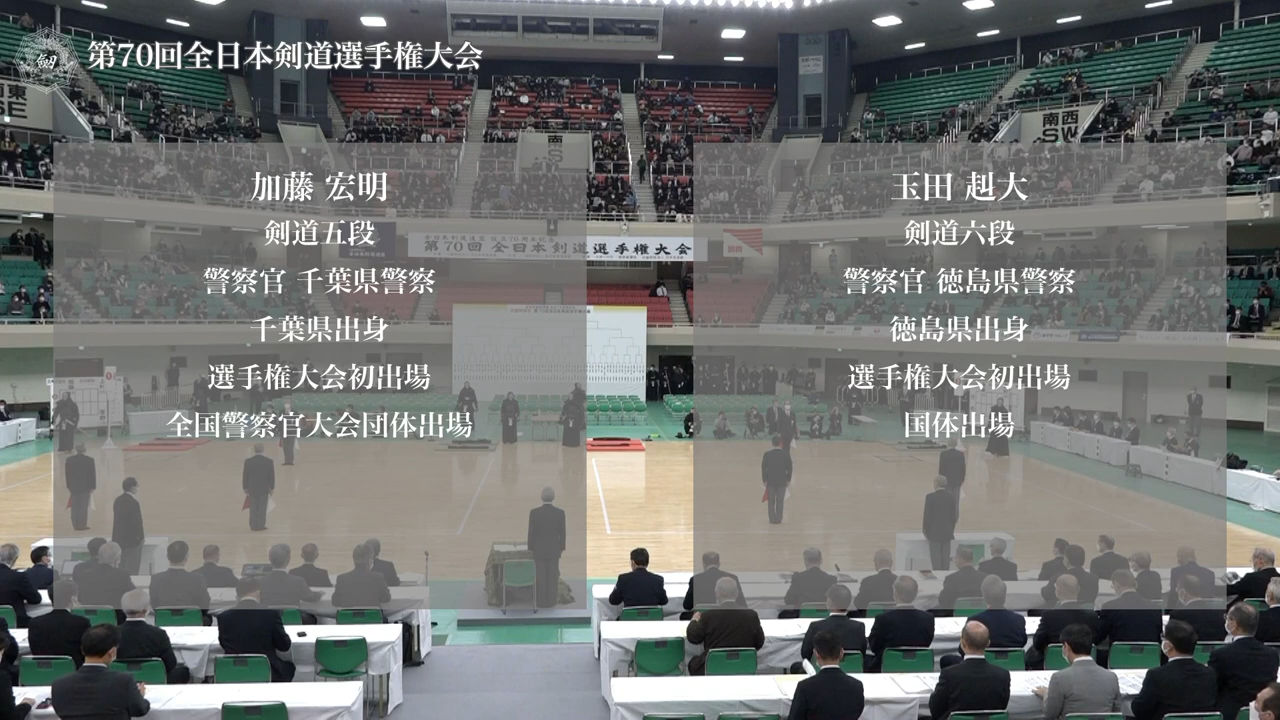 第70回全日本剣道選手権大会
加藤 宏明
剣道五段
警察官 千葉県警察
千葉県出身
選手権大会初出場
全国警察官大会団体出場
玉田 赳大
剣道六段
警察官 徳島県警察
徳島県出身
選手権大会初出場
国体出場
南東
SE
南
S
南西
SW
第70回 全日本剣道選手権大会